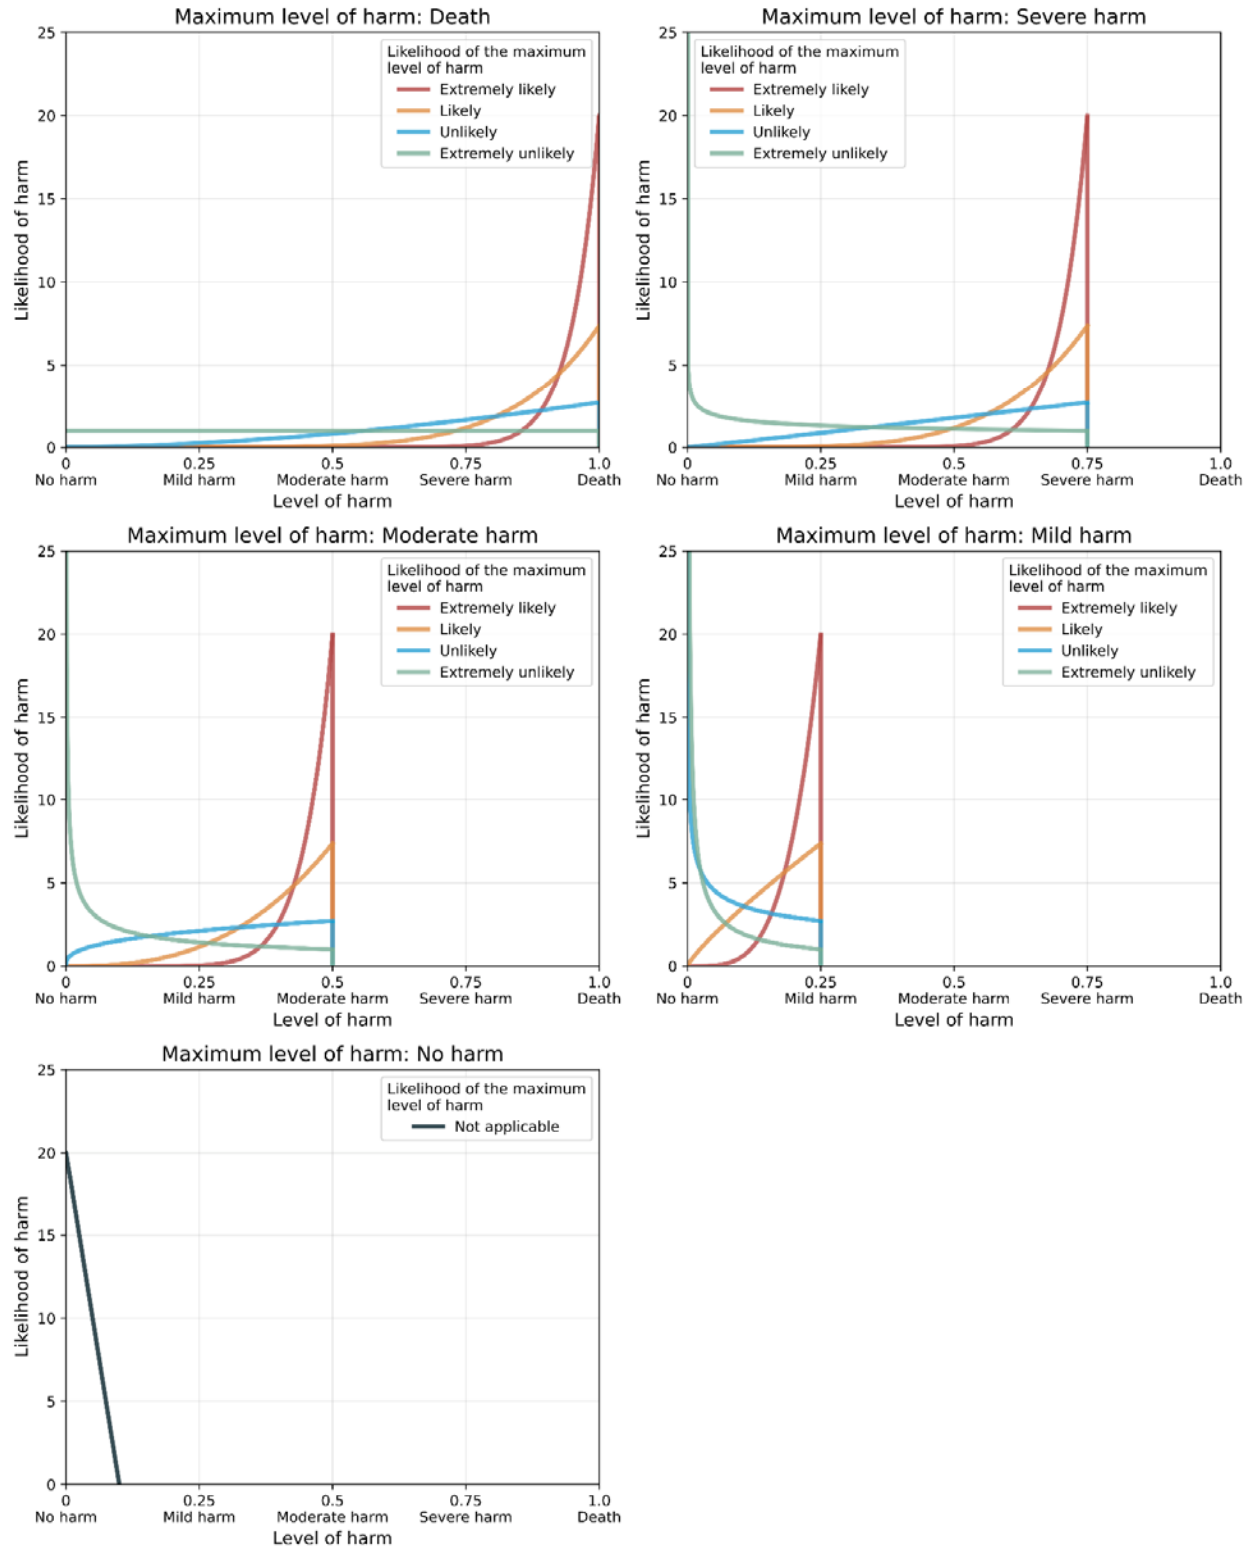 Maximum level of harm: Death
25
20
15
10
5
0
Likelihood of harm
Likelihood of the maximum
level of harm
Extremely likely
Likely
Unlikely
Extremely unlikely
0 0.25 0.5 0.75 1.0
No harm Mild harm Moderate harm Severe harm Death
Level of harm
Maximum level of harm: Severe harm
25
20
15
10
5
0
Likelihood of harm
Likelihood of the maximum
level of harm
Extremely likely
Likely
Unlikely
Extremely unlikely
0 0.25 0.5 0.75 1.0
No harm Mild harm Moderate harm Severe harm Death
Level of harm
Maximum level of harm: Moderate harm
25
20
15
10
5
0
Likelihood of harm
Likelihood of the maximum
level of harm
Extremely likely
Likely
Unlikely
Extremely unlikely
0 0.25 0.5 0.75 1.0
No harm Mild harm Moderate harm Severe harm Death
Level of harm
Maximum level of harm: Mild harm
25
20
15
10
5
0
Likelihood of harm
Likelihood of the maximum
level of harm
Extremely likely
Likely
Unlikely
Extremely unlikely
0 0.25 0.5 0.75 1.0
No harm Mild harm Moderate harm Severe harm Death
Level of harm
Maximum level of harm: No harm
25
20
15
10
5
0
Likelihood of harm
Likelihood of the maximum
level of harm
Not applicable
0 0.25 0.5 0.75 1.0
No harm Mild harm Moderate harm Severe harm Death
Level of harm